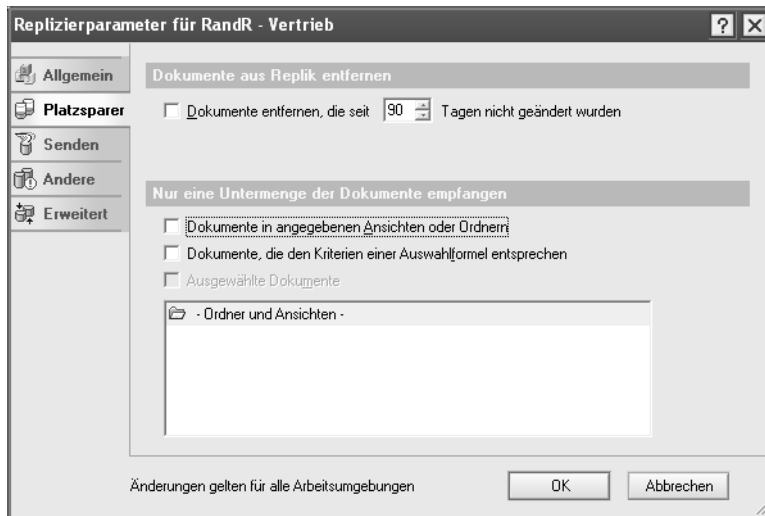 Replizierparameter für RandR - Vertrieb
Allgemein
Platzsparer
Senden
Andere
Erweitert
Dokumente aus Replik entfernen
Dokumente entfernen, die seit 90 Tagen nicht geändert wurden
Nur eine Untermenge der Dokumente empfangen
Dokumente in angegebenen Ansichten oder Ordnern
Dokumente, die den Kriterien einer Auswahlformel entsprechen
Ausgewählte Dokumente
- Ordner und Ansichten -
Änderungen gelten für alle Arbeitsumgebungen
OK
Abbrechen